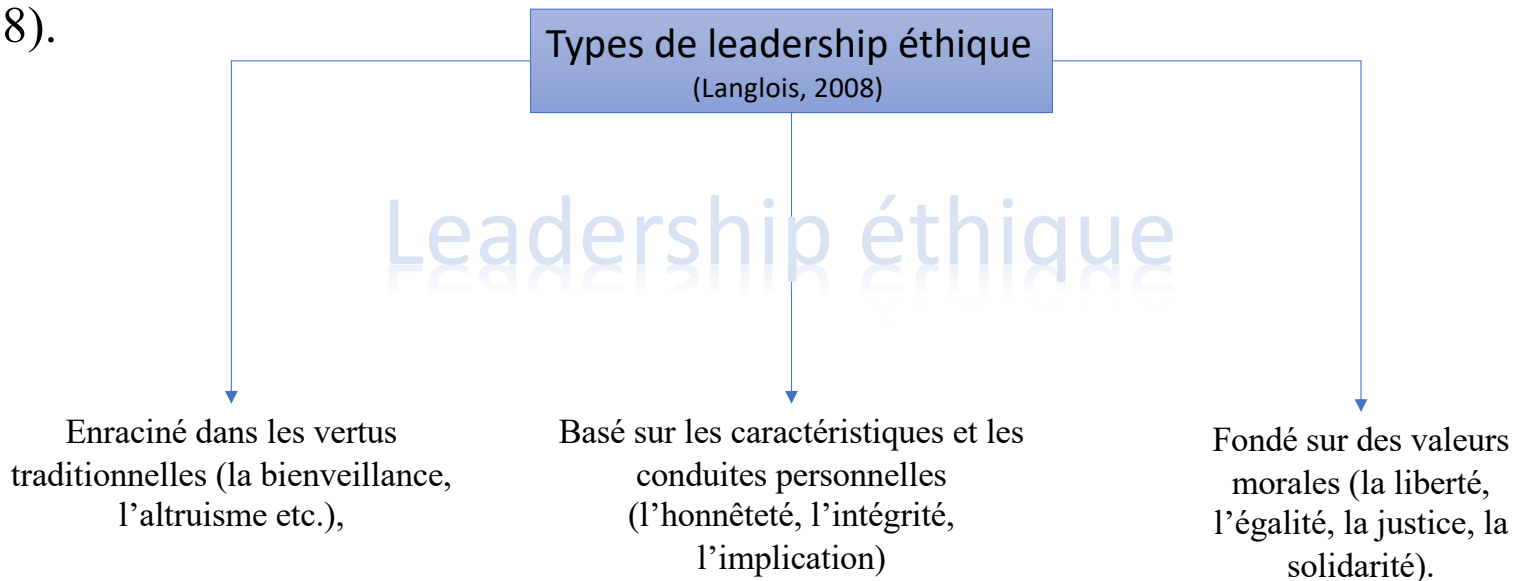 8).
Types de leadership éthique
(Langlois, 2008)
Leadership éthique
Enraciné dans les vertus
traditionnelles (la bienveillance,
l’altruisme etc.),
Basé sur les caractéristiques et les
conduites personnelles
(l’honnêteté, l’intégrité,
l’implication)
Fondé sur des valeurs
morales (la liberté,
l’égalité, la justice, la
solidarité).